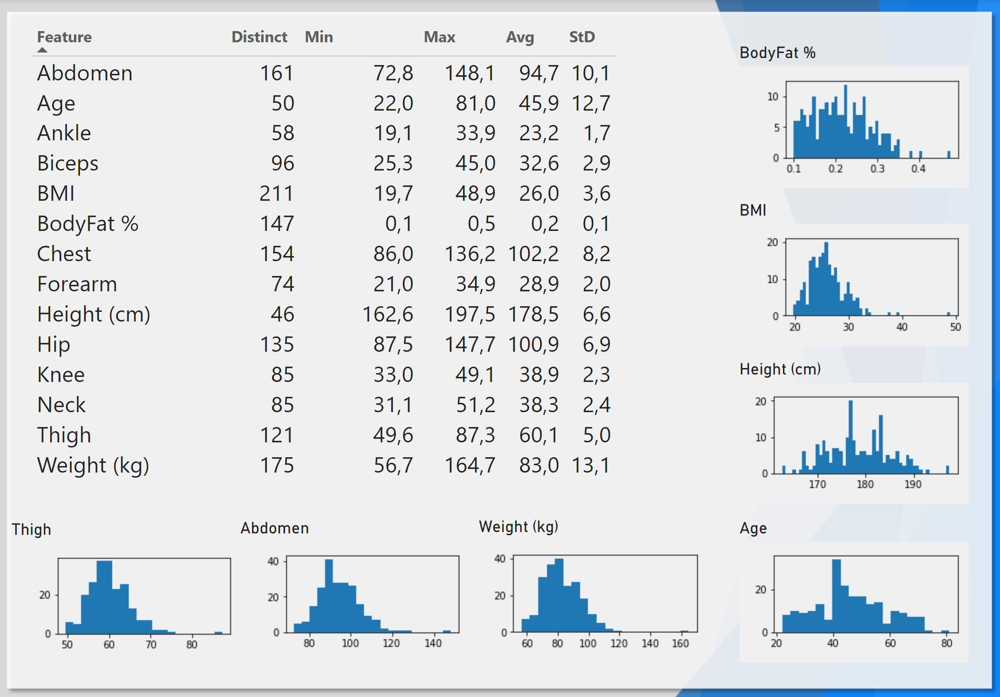 Feature Distinct Min Max Avg StD
Abdomen 161 72,8 148,1 94,7 10,1
Age 50 22,0 81,0 45,9 12,7
Ankle 58 19,1 33,9 23,2 1,7
Biceps 96 25,3 45,0 32,6 2,9
BMI 211 19,7 48,9 26,0 3,6
BodyFat % 147 0,1 0,5 0,2 0,1
Chest 154 86,0 136,2 102,2 8,2
Forearm 74 21,0 34,9 28,9 2,0
Height (cm) 46 162,6 197,5 178,5 6,6
Hip 135 87,5 147,7 100,9 6,9
Knee 85 33,0 49,1 38,9 2,3
Neck 85 31,1 51,2 38,3 2,4
Thigh 121 49,6 87,3 60,1 5,0
Weight (kg) 175 56,7 164,7 83,0 13,1
BodyFat %
10
5
0
0.1 0.2 0.3 0.4
BMI
20
10
0
20 30 40 50
Height (cm)
20
10
0
170 180 190
Thigh
20
0
50 60 70 80
Abdomen
40
20
0
80 100 120 140
Weight (kg)
40
20
0
60 80 100 120 140 160
Age
20
0
20 40 60 80